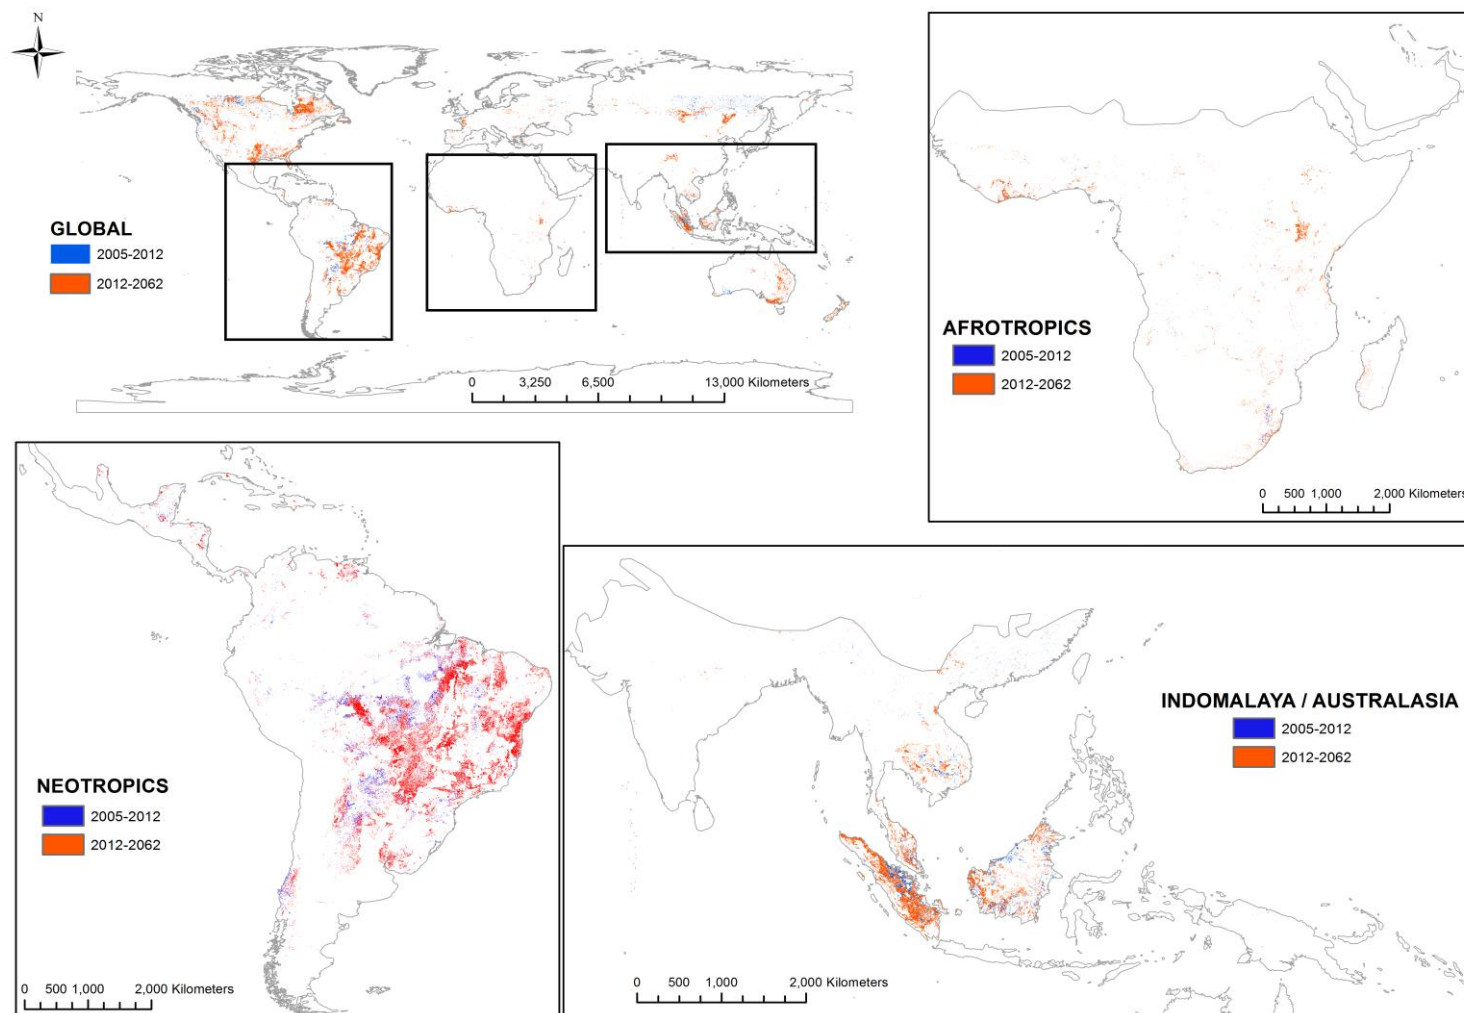 N
GLOBAL
2005-2012
2012-2062
0 3,250 6,500 13,000 Kilometers
AFROTROPICS
2005-2012
2012-2062
0 500 1,000 2,000 Kilometers
NEOTROPICS
2005-2012
2012-2062
0 500 1,000 2,000 Kilometers
INDOMALAYA / AUSTRALASIA
2005-2012
2012-2062
0 500 1,000 2,000 Kilometers